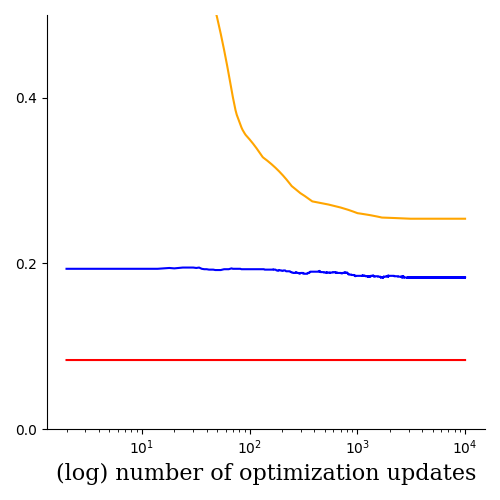 0.4
0.2
0.0
10¹ 10² 10³ 10⁴
(log) number of optimization updates